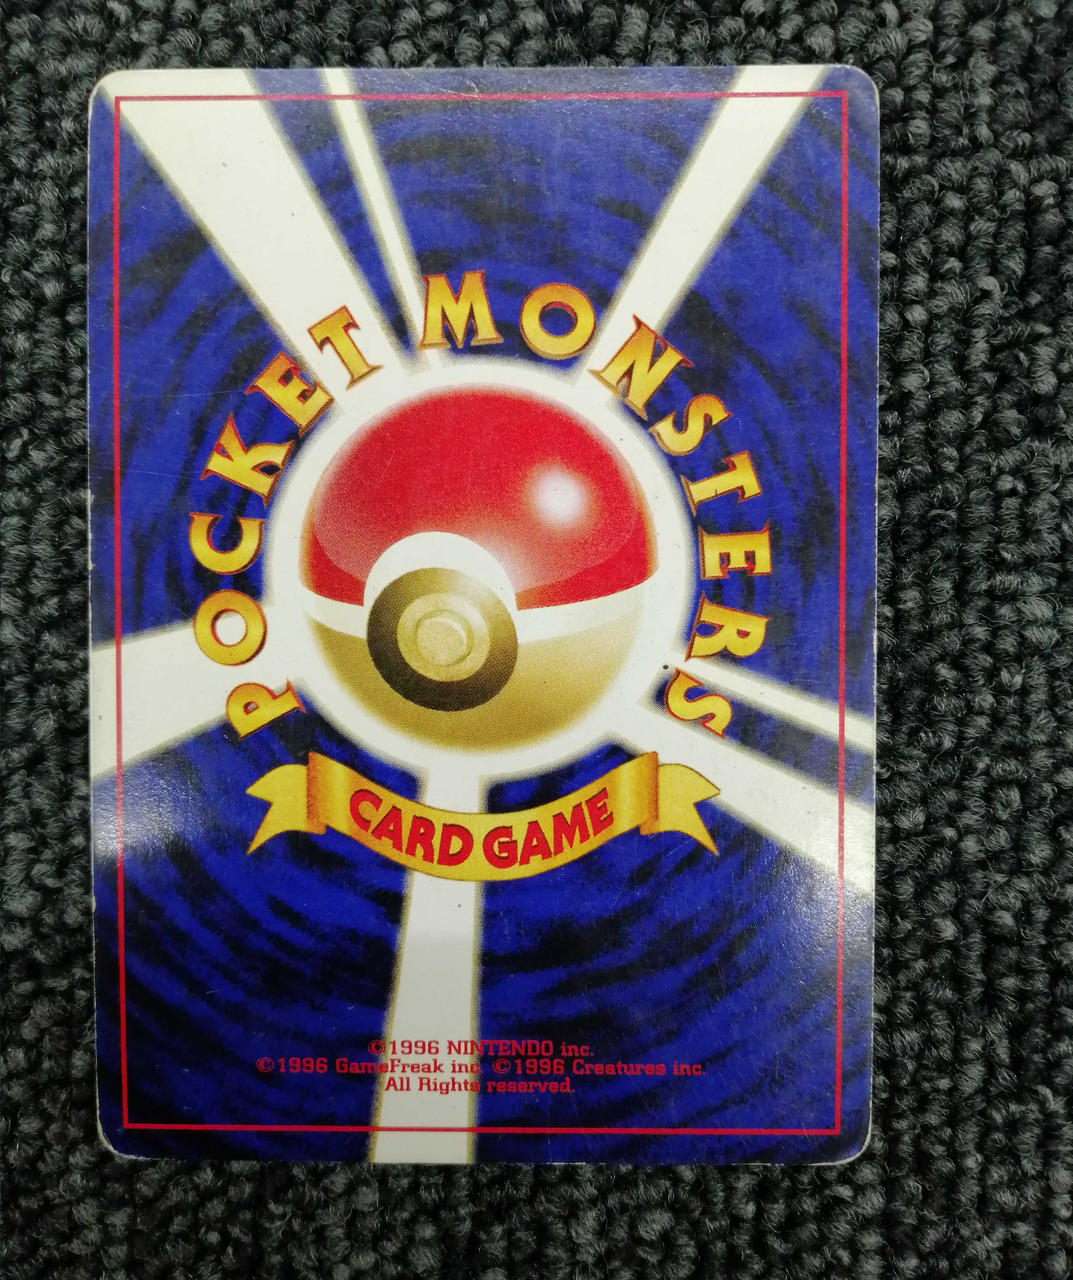 POCKET MONSTERS
CARD GAME
©1996 NINTENDO inc.
©1996 GameFreak inc. ©1996 Creatures inc.
All Rights reserved.